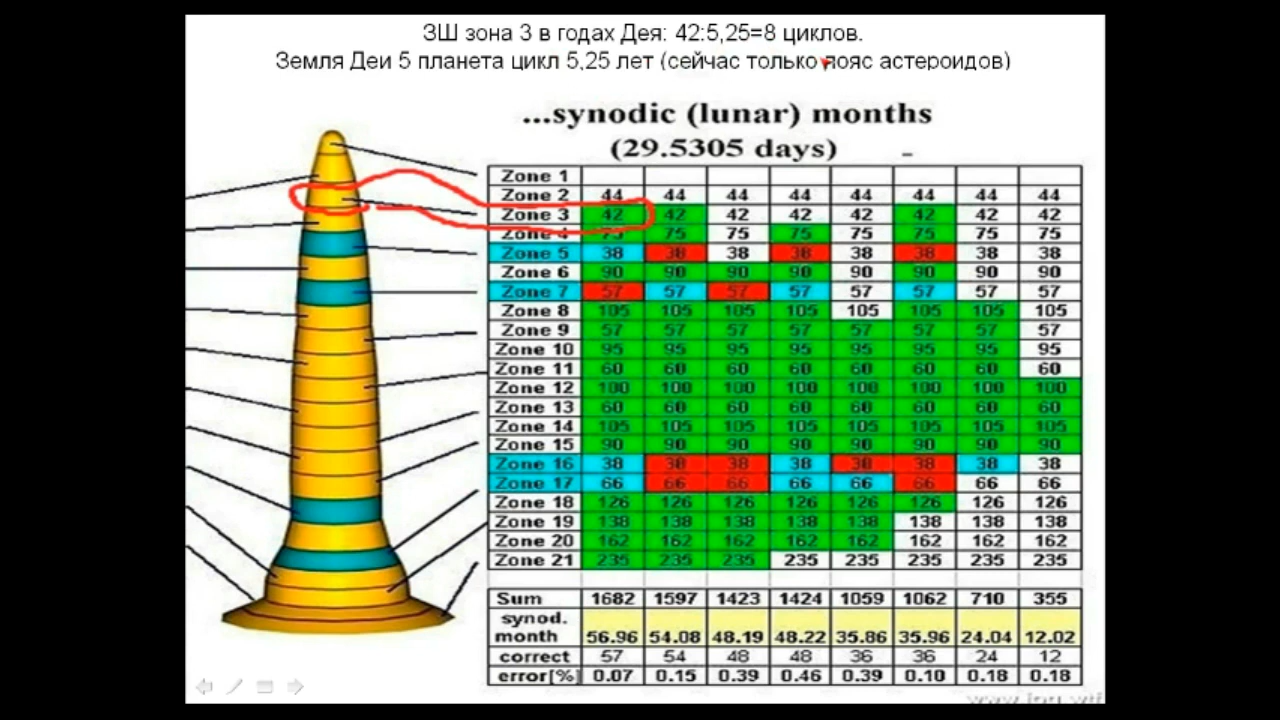 ЗШ зона 3 в годах Дея: 42:5,25=8 циклов.
Земля Деи 5 планета цикл 5,25 лет (сейчас только пояс астероидов)
...synodic (lunar) months
(29.5305 days)
Zone 1
Zone 2 44 44 44 44 44 44 44 44
Zone 3 42 42 42 42 42 42 42 42
Zone 4 75 75 75 75 75 75 75 75
Zone 5 38 38 38 38 38 38 38 38
Zone 6 90 90 90 90 90 90 90 90
Zone 7 57 57 57 57 57 57 57 57
Zone 8 105 105 105 105 105 105 105 105
Zone 9 57 57 57 57 57 57 57 57
Zone 10 95 95 95 95 95 95 95 95
Zone 11 60 60 60 60 60 60 60 60
Zone 12 100 100 100 100 100 100 100 100
Zone 13 60 60 60 60 60 60 60 60
Zone 14 105 105 105 105 105 105 105 105
Zone 15 90 90 90 90 90 90 90 90
Zone 16 38 38 38 38 38 38 38 38
Zone 17 66 66 66 66 66 66 66 66
Zone 18 126 126 126 126 126 126 126 126
Zone 19 138 138 138 138 138 138 138 138
Zone 20 162 162 162 162 162 162 162 162
Zone 21 235 235 235 235 235 235 235 235
Sum 1682 1597 1423 1424 1059 1062 710 355
synod.
month 56.96 54.08 48.19 48.22 35.86 35.96 24.04 12.02
correct 57 54 48 48 36 36 24 12
error[%] 0.07 0.15 0.39 0.46 0.39 0.10 0.18 0.18